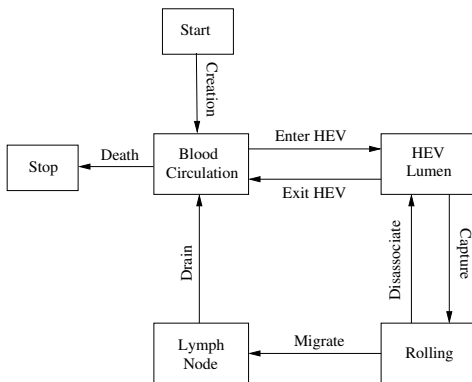 Start
Creation
Stop
Death
Blood
Circulation
Enter HEV
Exit HEV
HEV
Lumen
Drain
Disassociate
Capture
Lymph
Node
Migrate
Rolling